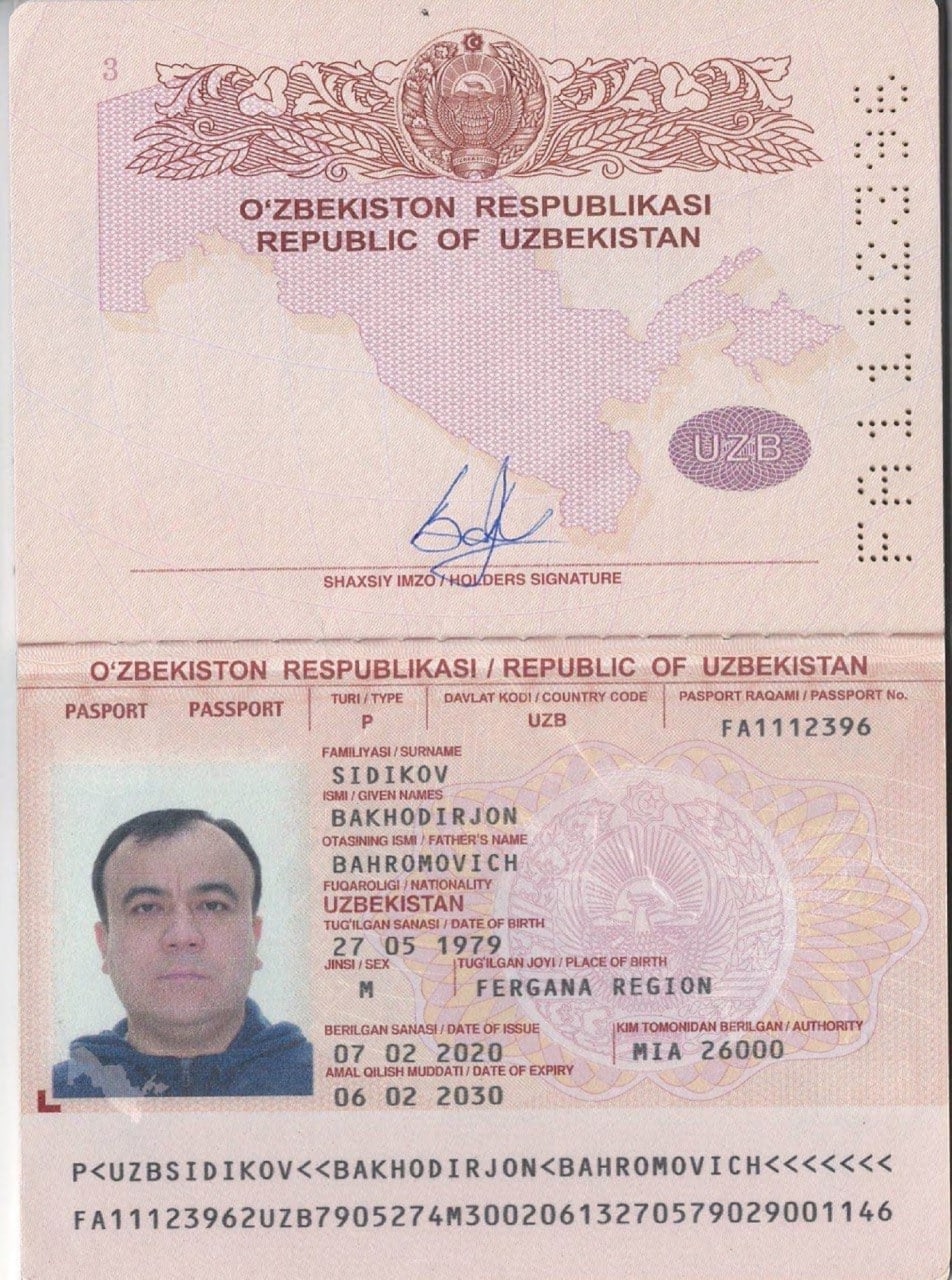 3
O‘ZBEKISTON RESPUBLIKASI
REPUBLIC OF UZBEKISTAN
FA1112396
UZB
SHAXSIY IMZO / HOLDERS SIGNATURE
O‘ZBEKISTON RESPUBLIKASI / REPUBLIC OF UZBEKISTAN
PASPORT PASSPORT
TURI / TYPE DAVLAT KODI / COUNTRY CODE PASPORT RAQAMI / PASSPORT No.
P UZB FA1112396
FAMILIYASI / SURNAME
SIDIKOV
ISMI / GIVEN NAMES
BAKHODIRJON
OTASINING ISMI / FATHER'S NAME
BAHROMOVICH
FUQAROLIGI / NATIONALITY
UZBEKISTAN
TUG'ILGAN SANASI / DATE OF BIRTH
27 05 1979
JINSI / SEX TUG'ILGAN JOYI / PLACE OF BIRTH
M FERGANA REGION
BERILGAN SANASI / DATE OF ISSUE KIM TOMONIDAN BERILGAN / AUTHORITY
07 02 2020 MIA 26000
AMAL QILISH MUDDATI / DATE OF EXPIRY
06 02 2030
P<UZBSIDIKOV<<BAKHODIRJON<BAHROMOVICH<<<<<<<
FA11123962UZB7905274M30020613270579029001146